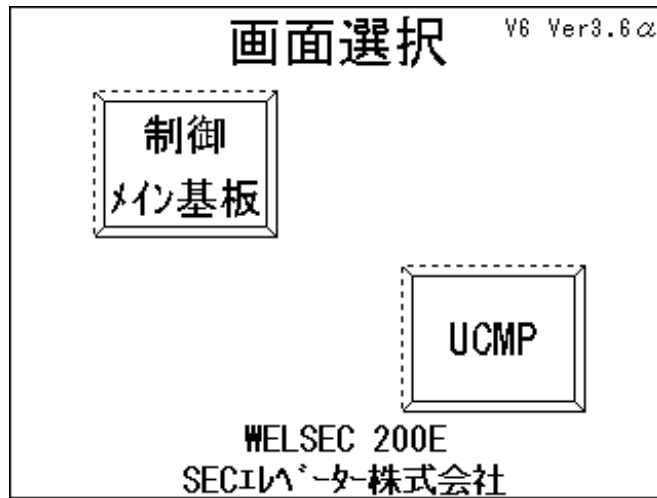 画面選択
V6 Ver3.6α
制御
ﾒｲﾝ基板
UCMP
WELSEC 200E
SECｴﾚﾍﾞｰﾀｰ株式会社